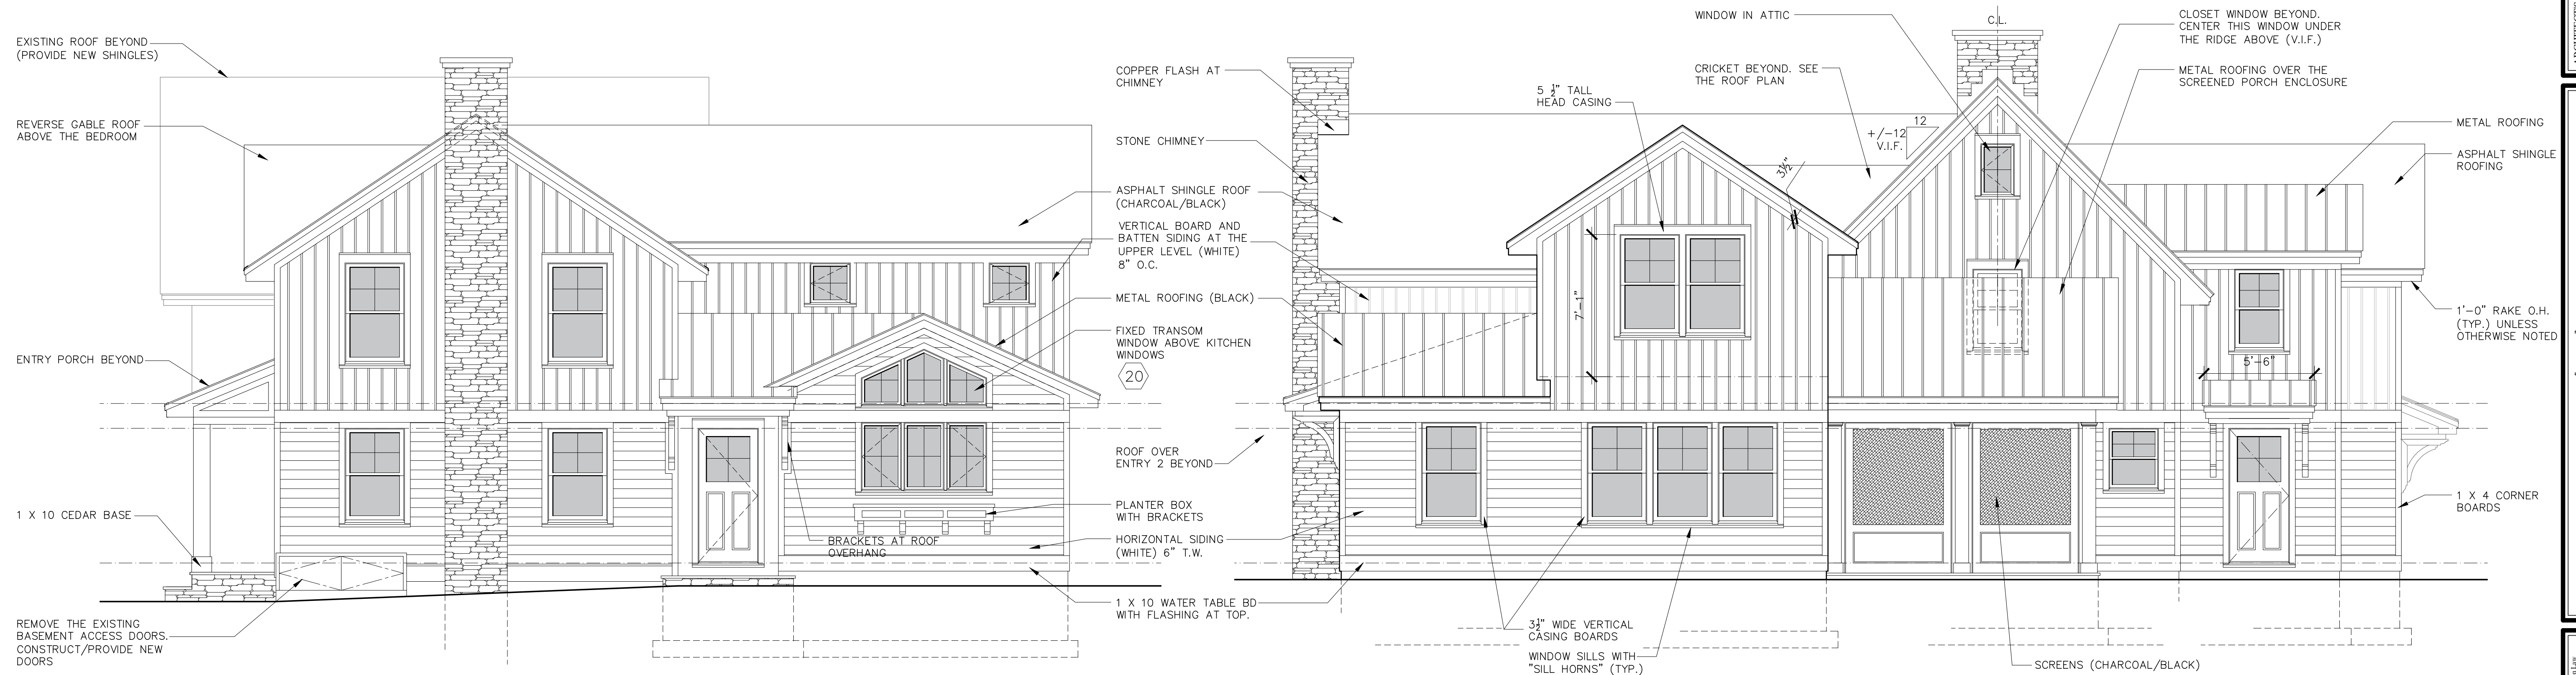 EXISTING ROOF BEYOND
(PROVIDE NEW SHINGLES)
REVERSE GABLE ROOF
ABOVE THE BEDROOM
ENTRY PORCH BEYOND
1 X 10 CEDAR BASE
REMOVE THE EXISTING
BASEMENT ACCESS DOORS.
CONSTRUCT/PROVIDE NEW
DOORS
BRACKETS AT ROOF
OVERHANG
COPPER FLASH AT
CHIMNEY
STONE CHIMNEY
ASPHALT SHINGLE ROOF
(CHARCOAL/BLACK)
VERTICAL BOARD AND
BATTEN SIDING AT THE
UPPER LEVEL (WHITE)
8" O.C.
METAL ROOFING (BLACK)
FIXED TRANSOM
WINDOW ABOVE KITCHEN
WINDOWS
20
ROOF OVER
ENTRY 2 BEYOND
PLANTER BOX
WITH BRACKETS
HORIZONTAL SIDING
(WHITE) 6" T.W.
1 X 10 WATER TABLE BD
WITH FLASHING AT TOP.
5 ½" TALL
HEAD CASING
WINDOW IN ATTIC
CRICKET BEYOND. SEE
THE ROOF PLAN
3½"
7'-1"
12
+/-12
V.I.F.
C.L.
CLOSET WINDOW BEYOND.
CENTER THIS WINDOW UNDER
THE RIDGE ABOVE (V.I.F.)
METAL ROOFING OVER THE
SCREENED PORCH ENCLOSURE
METAL ROOFING
ASPHALT SHINGLE
ROOFING
1'-0" RAKE O.H.
(TYP.) UNLESS
OTHERWISE NOTED
5'-6"
1 X 4 CORNER
BOARDS
3½" WIDE VERTICAL
CASING BOARDS
WINDOW SILLS WITH
"SILL HORNS" (TYP.)
SCREENS (CHARCOAL/BLACK)